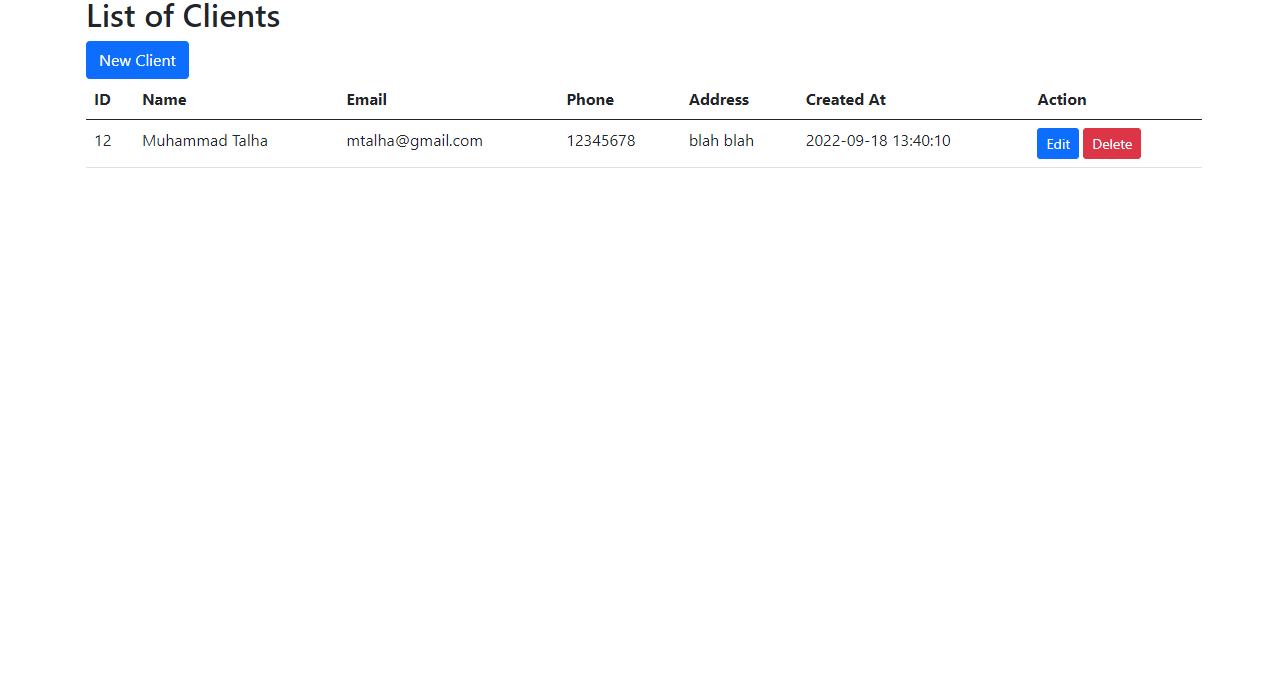 List of Clients
New Client
ID Name Email Phone Address Created At Action
12 Muhammad Talha mtalha@gmail.com 12345678 blah blah 2022-09-18 13:40:10 Edit Delete